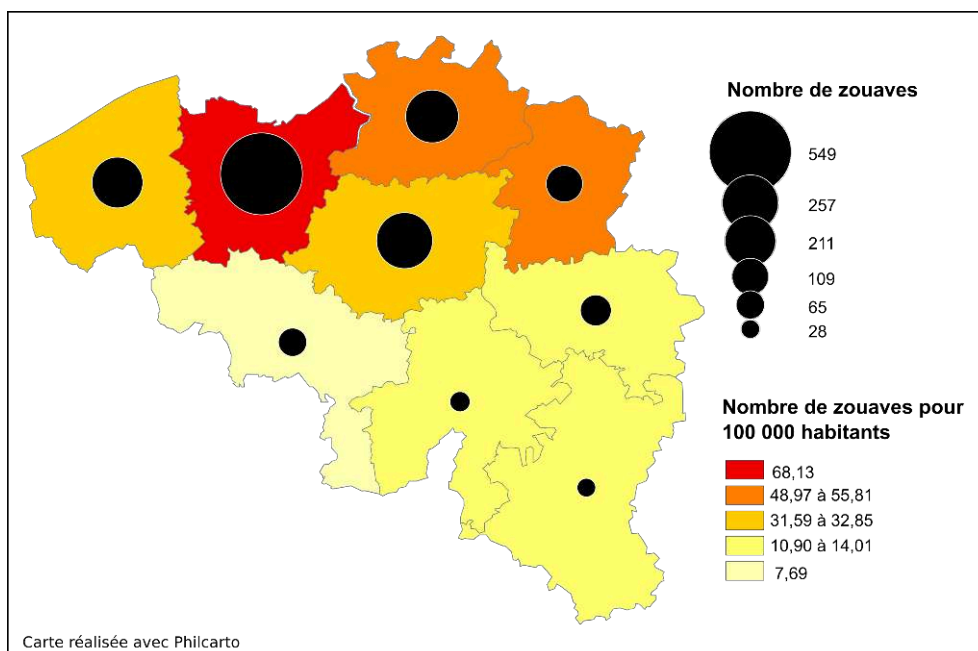 Nombre de zouaves
549
257
211
109
65
28
Nombre de zouaves pour
100 000 habitants
68,13
48,97 à 55,81
31,59 à 32,85
10,90 à 14,01
7,69
Carte réalisée avec Philcarto